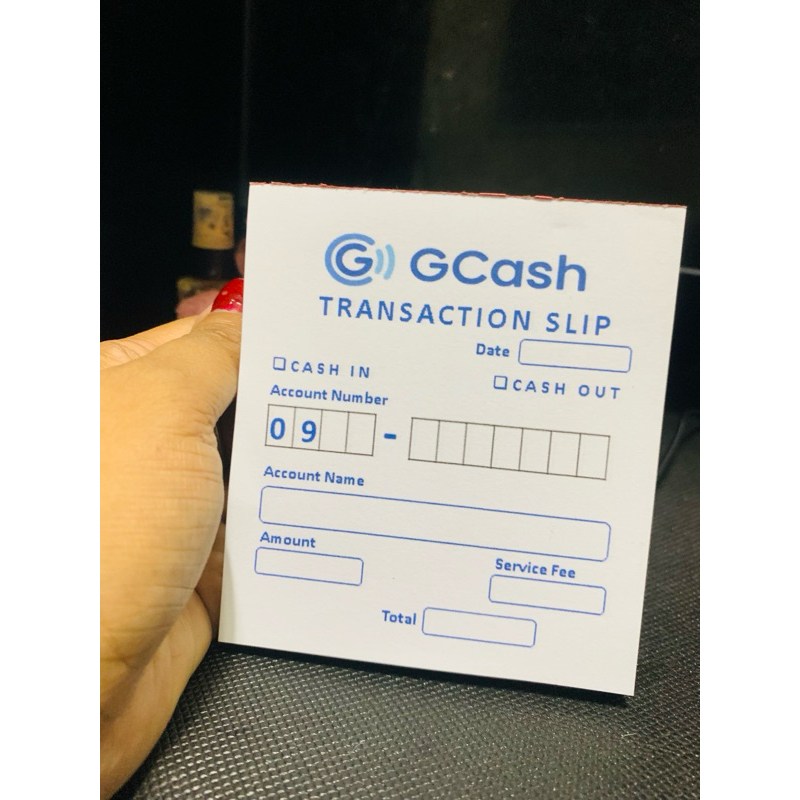 GCash
TRANSACTION SLIP
Date
CASH IN
CASH OUT
Account Number
09 -
Account Name
Amount
Service Fee
Total